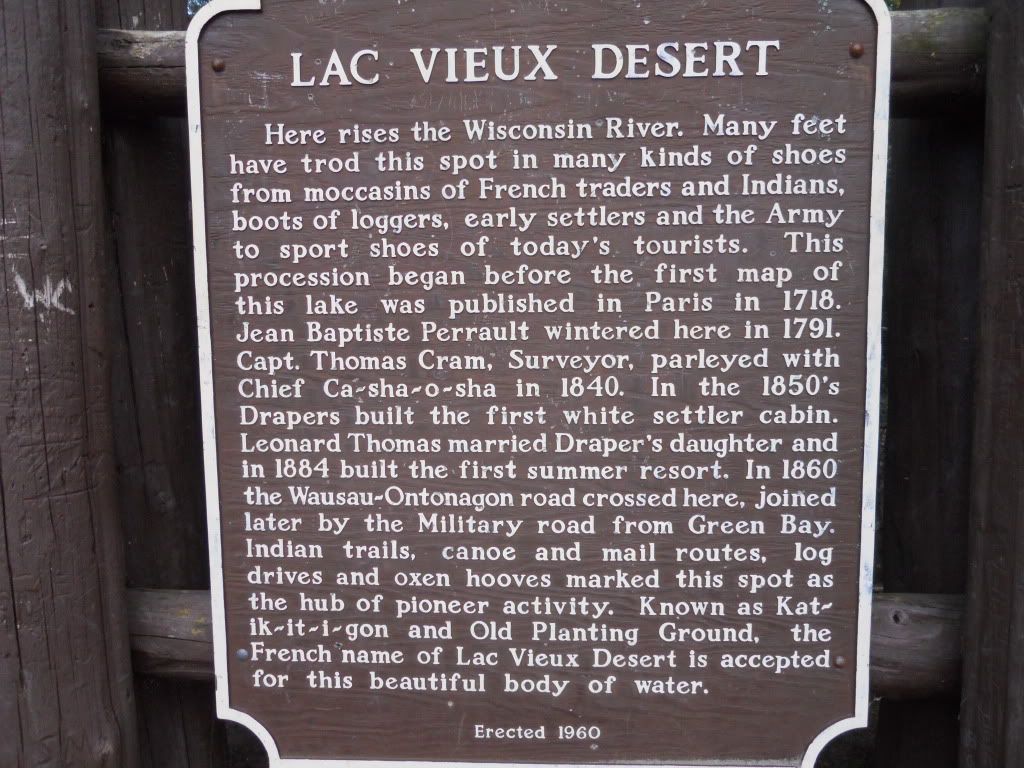 LAC VIEUX DESERT
Here rises the Wisconsin River. Many feet
have trod this spot in many kinds of shoes
from moccasins of French traders and Indians,
boots of loggers, early settlers and the Army
to sport shoes of today's tourists. This
procession began before the first map of
this lake was published in Paris in 1718.
Jean Baptiste Perrault wintered here in 1791.
Capt. Thomas Cram, Surveyor, parleyed with
Chief Ca-sha-o-sha in 1840. In the 1850's
Drapers built the first white settler cabin.
Leonard Thomas married Draper's daughter and
in 1884 built the first summer resort. In 1860
the Wausau-Ontonagon road crossed here, joined
later by the Military road from Green Bay.
Indian trails, canoe and mail routes, log
drives and oxen hooves marked this spot as
the hub of pioneer activity. Known as Kat-
ik-it-i-gon and Old Planting Ground, the
French name of Lac Vieux Desert is accepted
for this beautiful body of water.
Erected 1960